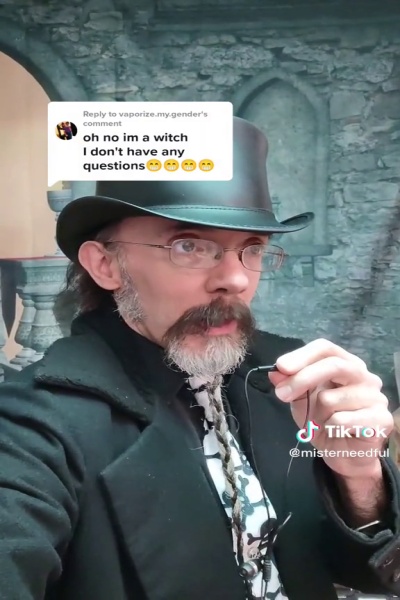 Reply to vaporize.my.gender's
comment
oh no im a witch
I don't have any
questions😁😁😁😁
TikTok
@misterneedful